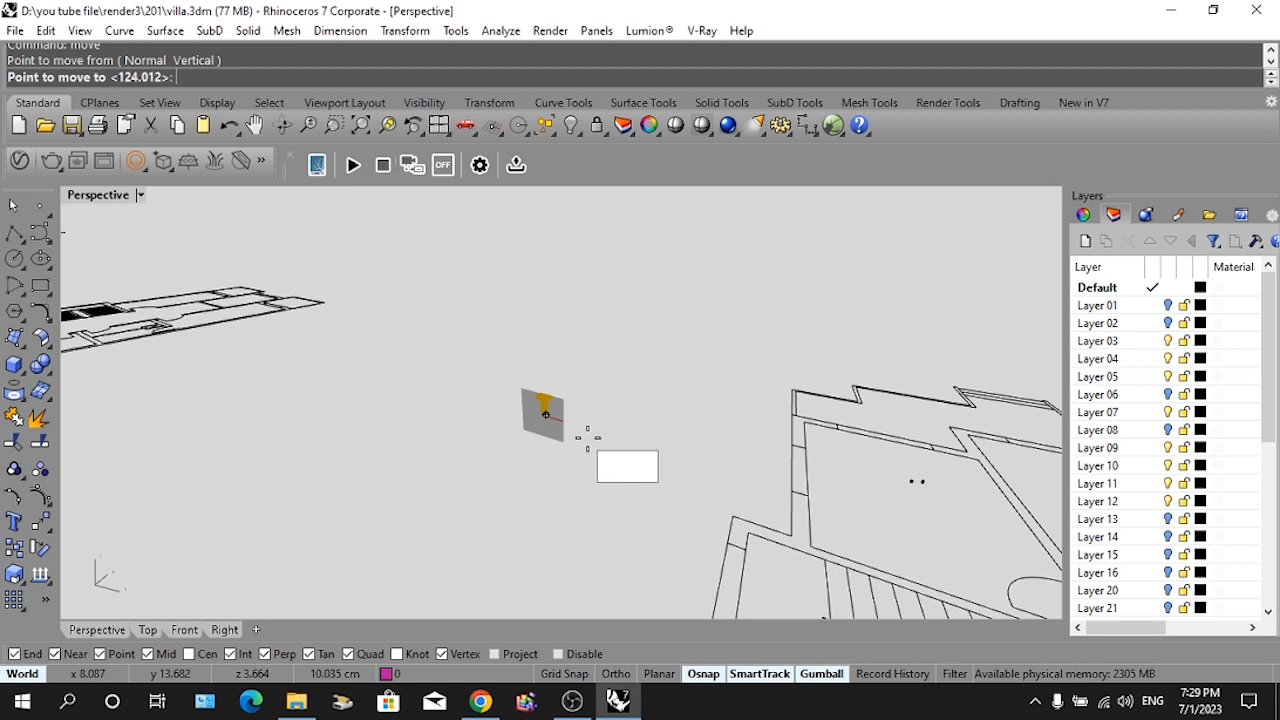 D:\you tube file\render3\201\villa.3dm (77 MB) - Rhinoceros 7 Corporate - [Perspective]
File Edit View Curve Surface SubD Solid Mesh Dimension Transform Tools Analyze Render Panels Lumion® V-Ray Help
Command: move
Point to move from ( Normal Vertical )
Point to move to <124.012>:
Standard CPlanes Set View Display Select Viewport Layout Visibility Transform Curve Tools Surface Tools Solid Tools SubD Tools Mesh Tools Render Tools Drafting New in V7
OFF
Perspective
Layers
Layer Material
Default
Layer 01
Layer 02
Layer 03
Layer 04
Layer 05
Layer 06
Layer 07
Layer 08
Layer 09
Layer 10
Layer 11
Layer 12
Layer 13
Layer 14
Layer 15
Layer 16
Layer 20
Layer 21
Perspective Top Front Right
End Near Point Mid Cen Int Perp Tan Quad Knot Vertex Project Disable
World x 8.087 y 13.682 z 3.664 10.035 cm 0 Grid Snap Ortho Planar Osnap SmartTrack Gumball Record History Filter Available physical memory: 2305 MB
ENG 7:29 PM
7/1/2023